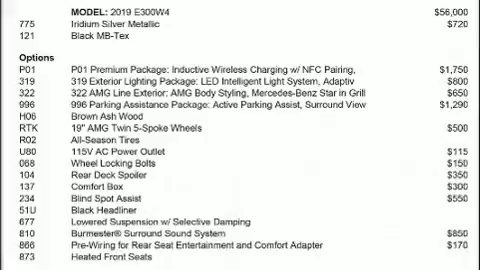 MODEL: 2019 E300W4 $56,000
775 Iridium Silver Metallic $720
121 Black MB-Tex
Options
P01 P01 Premium Package: Inductive Wireless Charging w/ NFC Pairing, $1,750
319 319 Exterior Lighting Package: LED Intelligent Light System, Adaptiv $800
322 322 AMG Line Exterior: AMG Body Styling, Mercedes-Benz Star in Grill $650
996 996 Parking Assistance Package: Active Parking Assist, Surround View $1,290
H06 Brown Ash Wood
RTK 19" AMG Twin 5-Spoke Wheels $500
R02 All-Season Tires
U80 115V AC Power Outlet $115
068 Wheel Locking Bolts $150
104 Rear Deck Spoiler $350
137 Comfort Box $300
234 Blind Spot Assist $550
51U Black Headliner
677 Lowered Suspension w/ Selective Damping
810 Burmester® Surround Sound System $850
866 Pre-Wiring for Rear Seat Entertainment and Comfort Adapter $170
873 Heated Front Seats